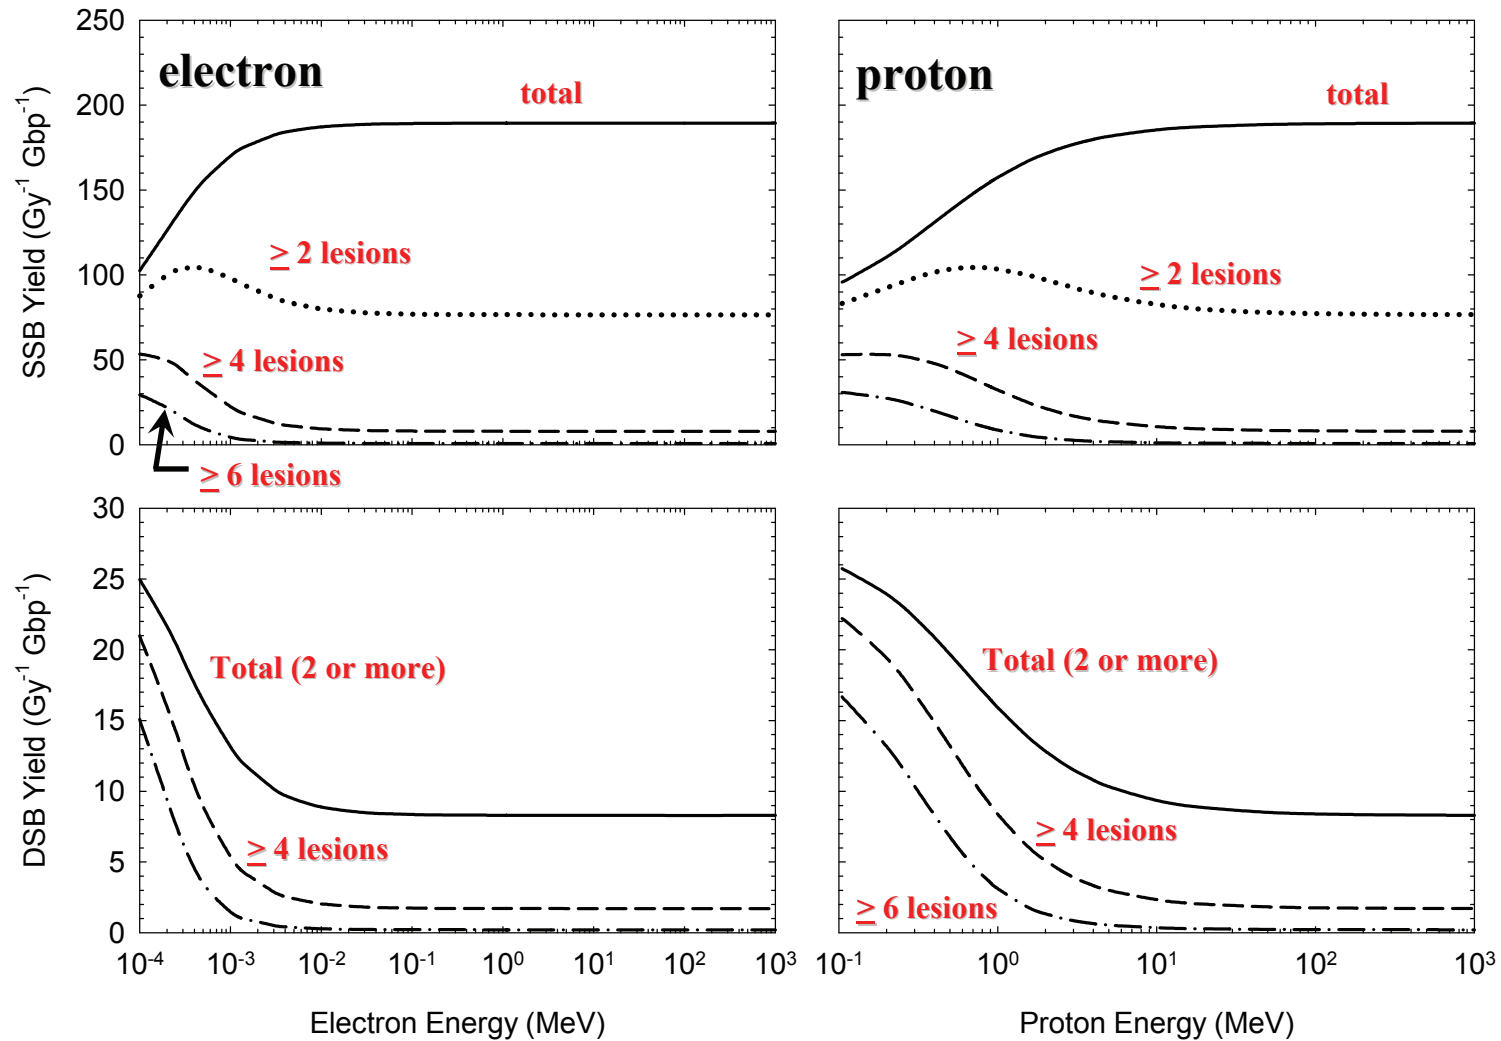 250
200
150
100
50
0
SSB Yield (Gy-1 Gbp-1)
electron
total
≥ 2 lesions
≥ 4 lesions
≥ 6 lesions
proton
total
≥ 2 lesions
≥ 4 lesions
30
25
20
15
10
5
0
DSB Yield (Gy-1 Gbp-1)
Total (2 or more)
≥ 4 lesions
10-4 10-3 10-2 10-1 100 101 102 103
Electron Energy (MeV)
Total (2 or more)
≥ 4 lesions
≥ 6 lesions
10-1 100 101 102 103
Proton Energy (MeV)